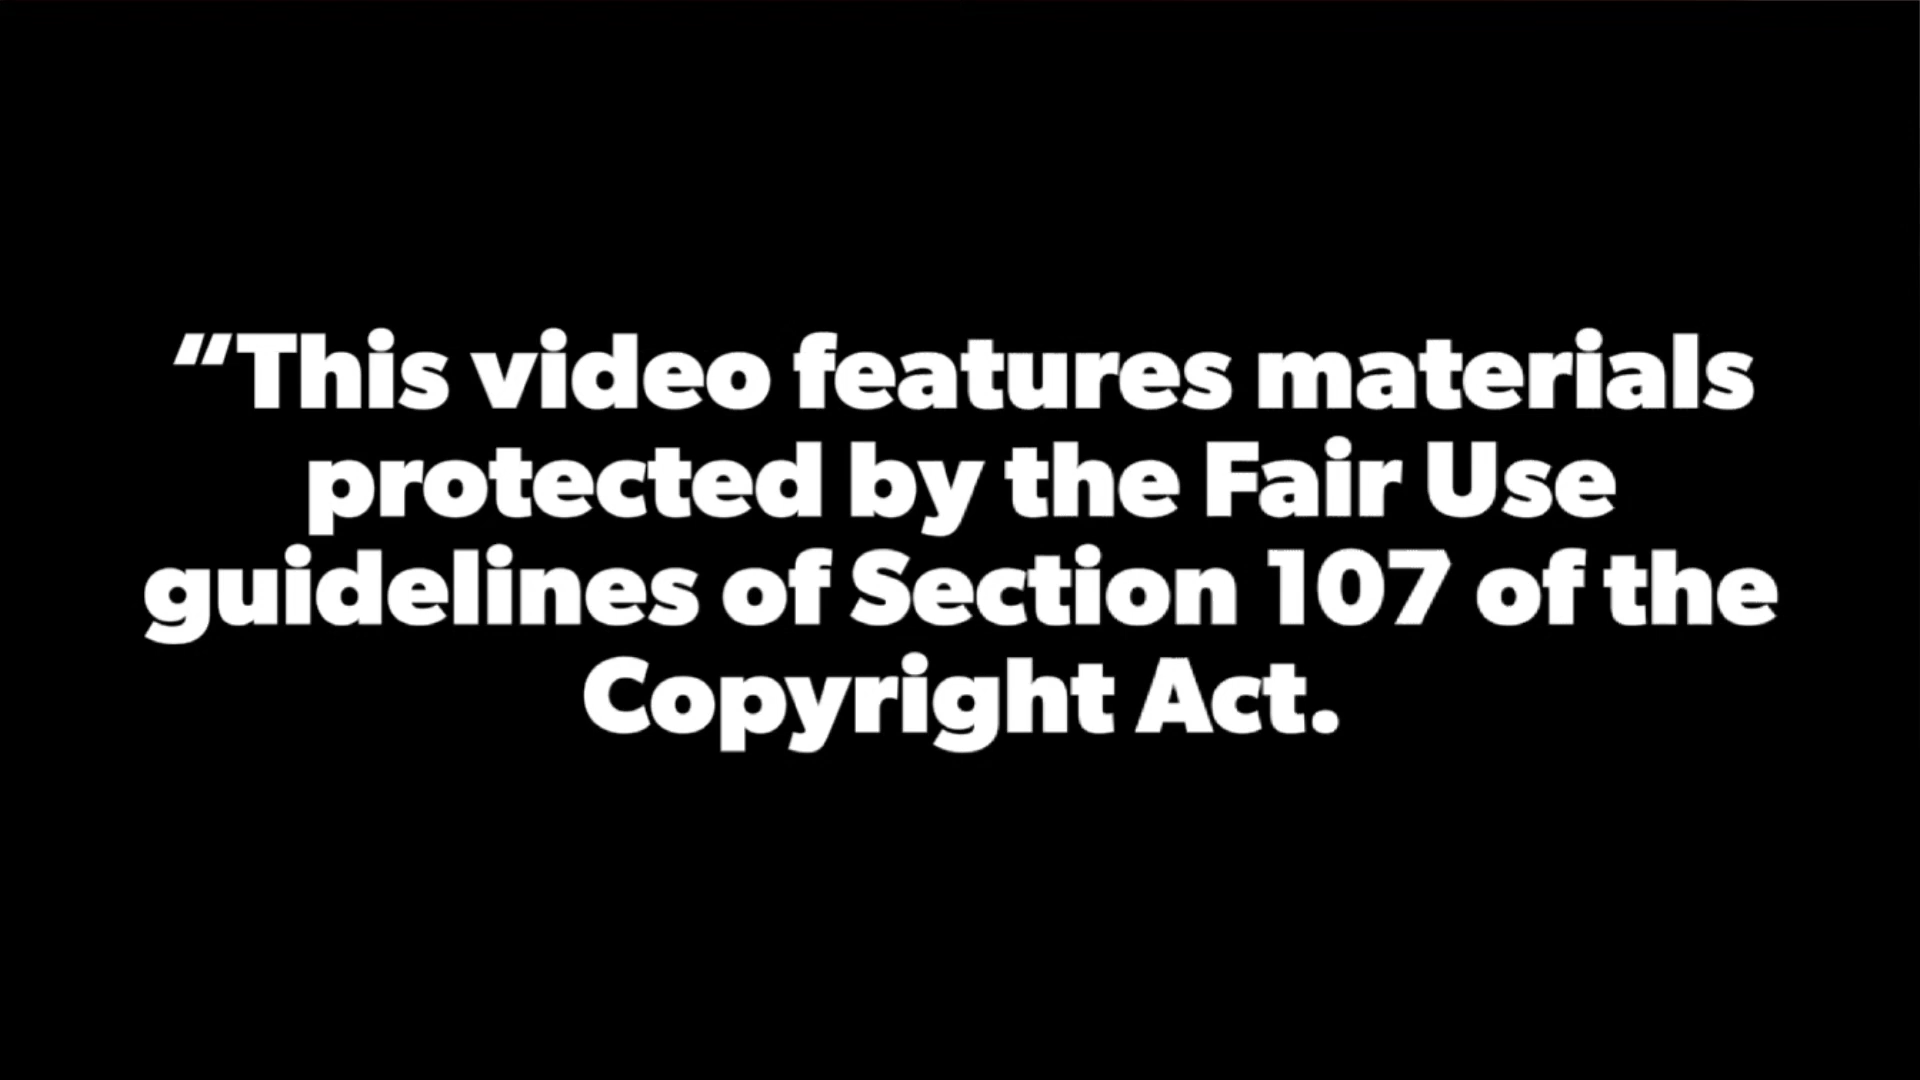 “This video features materials
protected by the Fair Use
guidelines of Section 107 of the
Copyright Act.